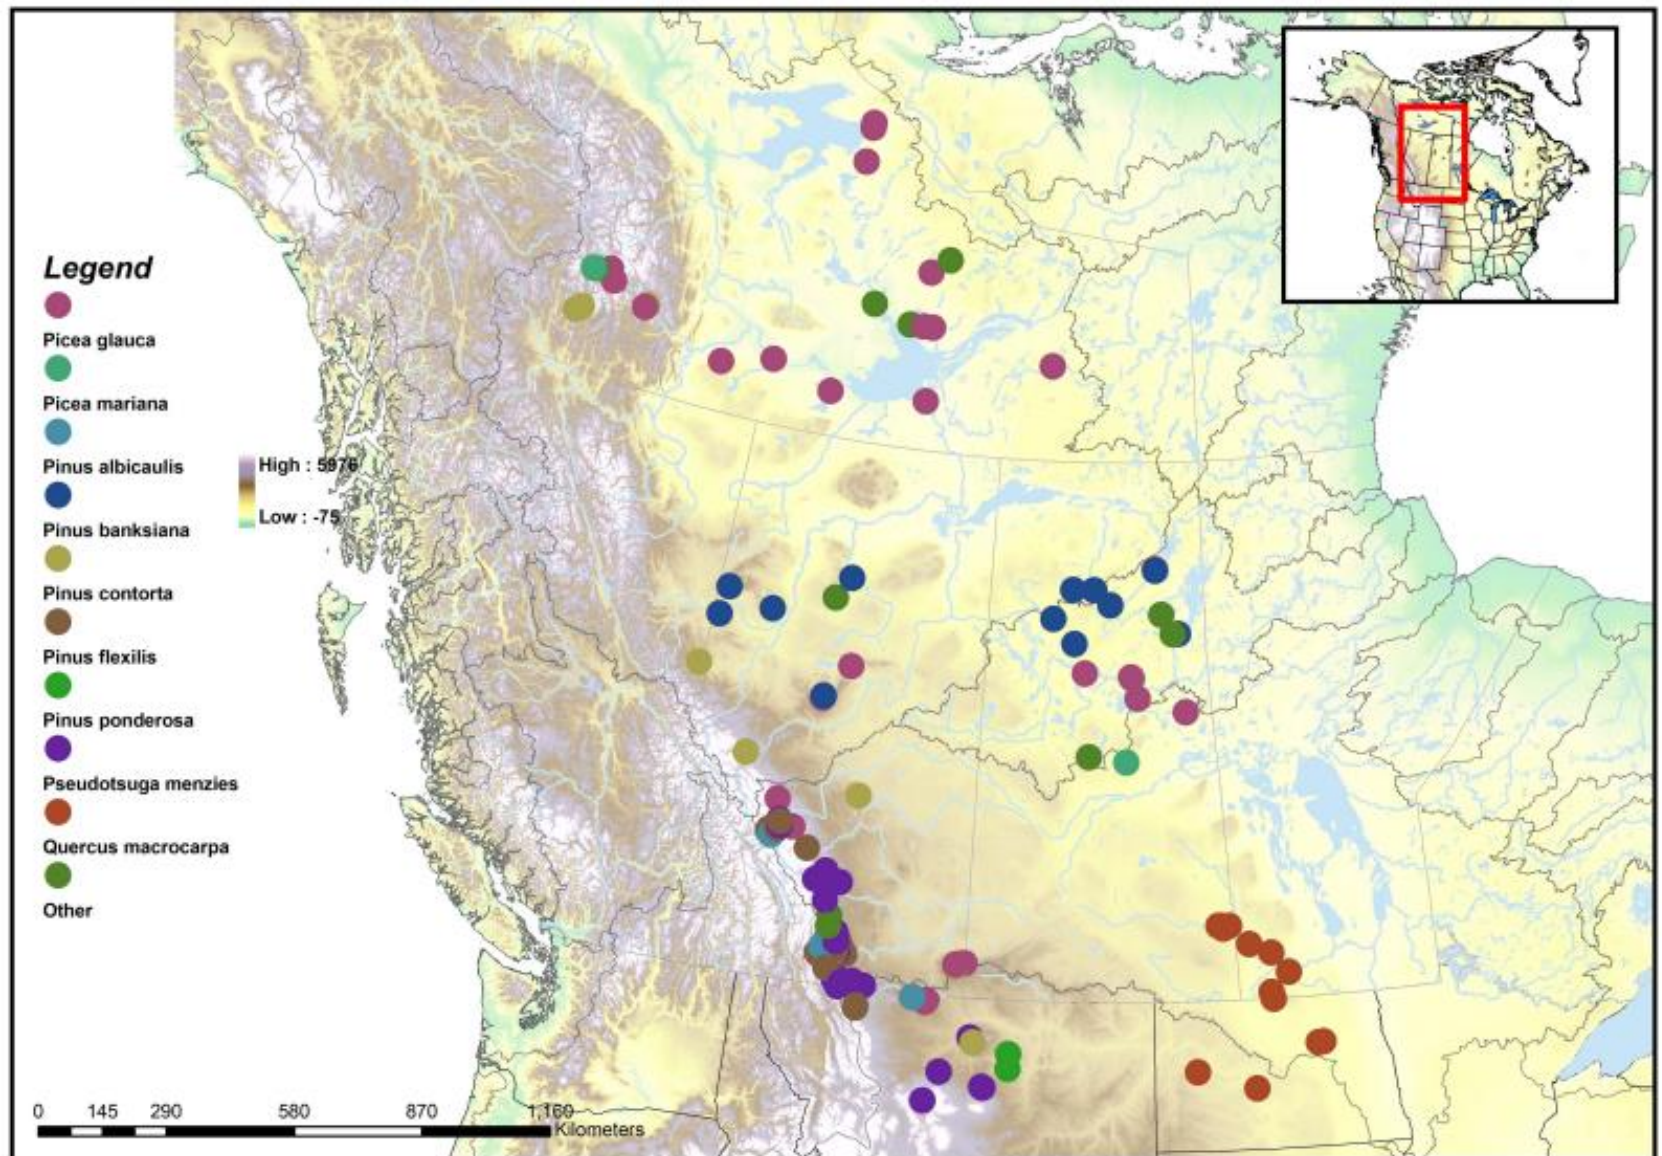 Legend
Picea glauca
Picea mariana
Pinus albicaulis
High : 5976
Pinus banksiana
Low : -75
Pinus contorta
Pinus flexilis
Pinus ponderosa
Pseudotsuga menzies
Quercus macrocarpa
Other
0 145 290 580 870 1,160
Kilometers